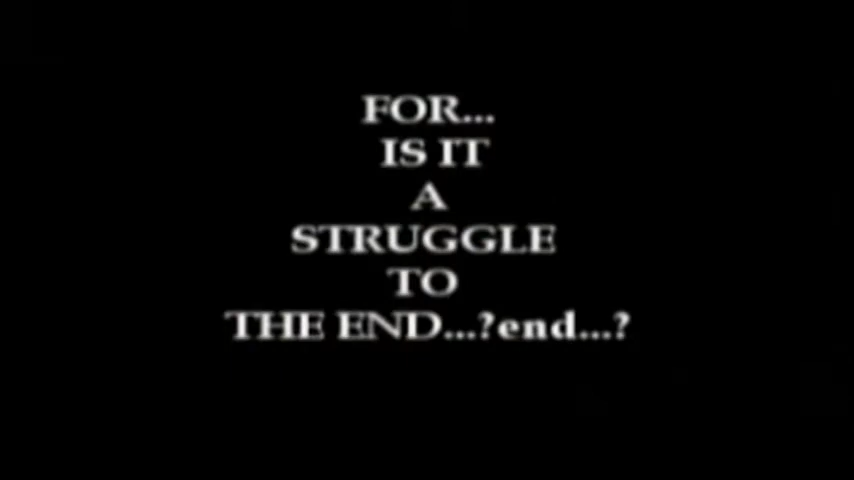 FOR...
IS IT
A
STRUGGLE
TO
THE END...?end...?